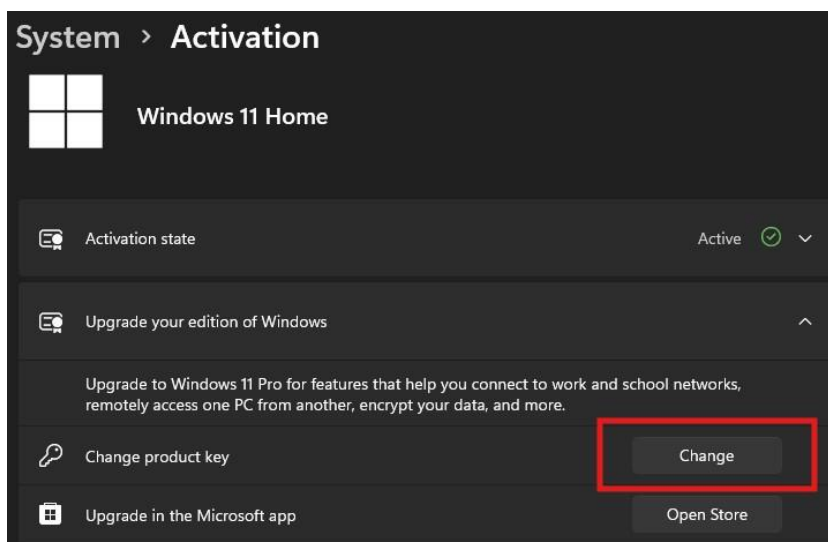 System > Activation
Windows 11 Home
Activation state Active
Upgrade your edition of Windows
Upgrade to Windows 11 Pro for features that help you connect to work and school networks,
remotely access one PC from another, encrypt your data, and more.
Change product key Change
Upgrade in the Microsoft app Open Store